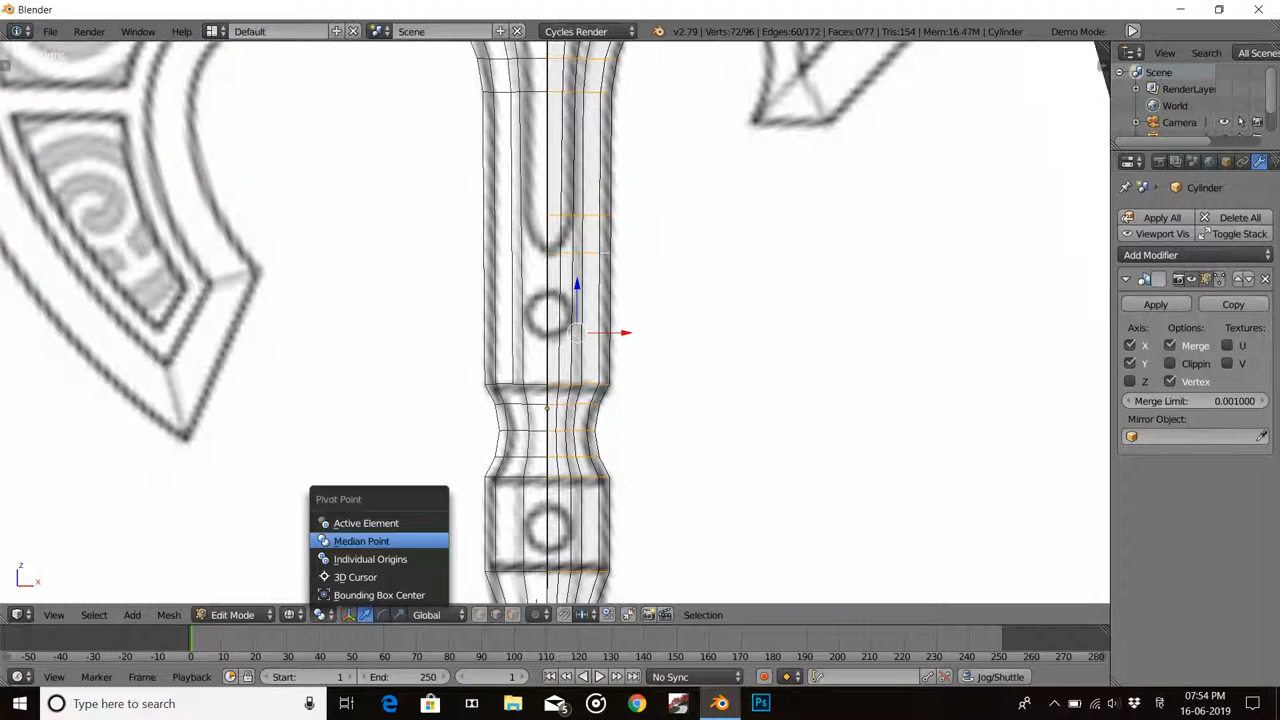 Blender
File Render Window Help Default Scene Cycles Render v2.79 | Verts:72/96 | Edges:60/172 | Faces:0/77 | Tris:154 | Mem:16.47M | Cylinder Demo Mode:
View Search All Scenes
Scene
RenderLaye
World
Camera
Cylinder
Apply All Delete All
Viewport Vis Toggle Stack
Add Modifier
Apply Copy
Axis: Options: Textures:
X Merge U
Y Clippin V
Z Vertex
Merge Limit: 0.001000
Mirror Object:
Pivot Point
Active Element
Median Point
Individual Origins
3D Cursor
Bounding Box Center
z
x
View Select Add Mesh Edit Mode Global Selection
-50 -40 -30 -20 -10 0 10 20 30 40 50 60 70 80 90 100 110 120 130 140 150 160 170 180 190 200 210 220 230 240 250 260 270 280
View Marker Frame Playback Start: 1 End: 250 1 No Sync Jog/Shuttle
Type here to search 5 Ps 07:54 PM
16-06-2019